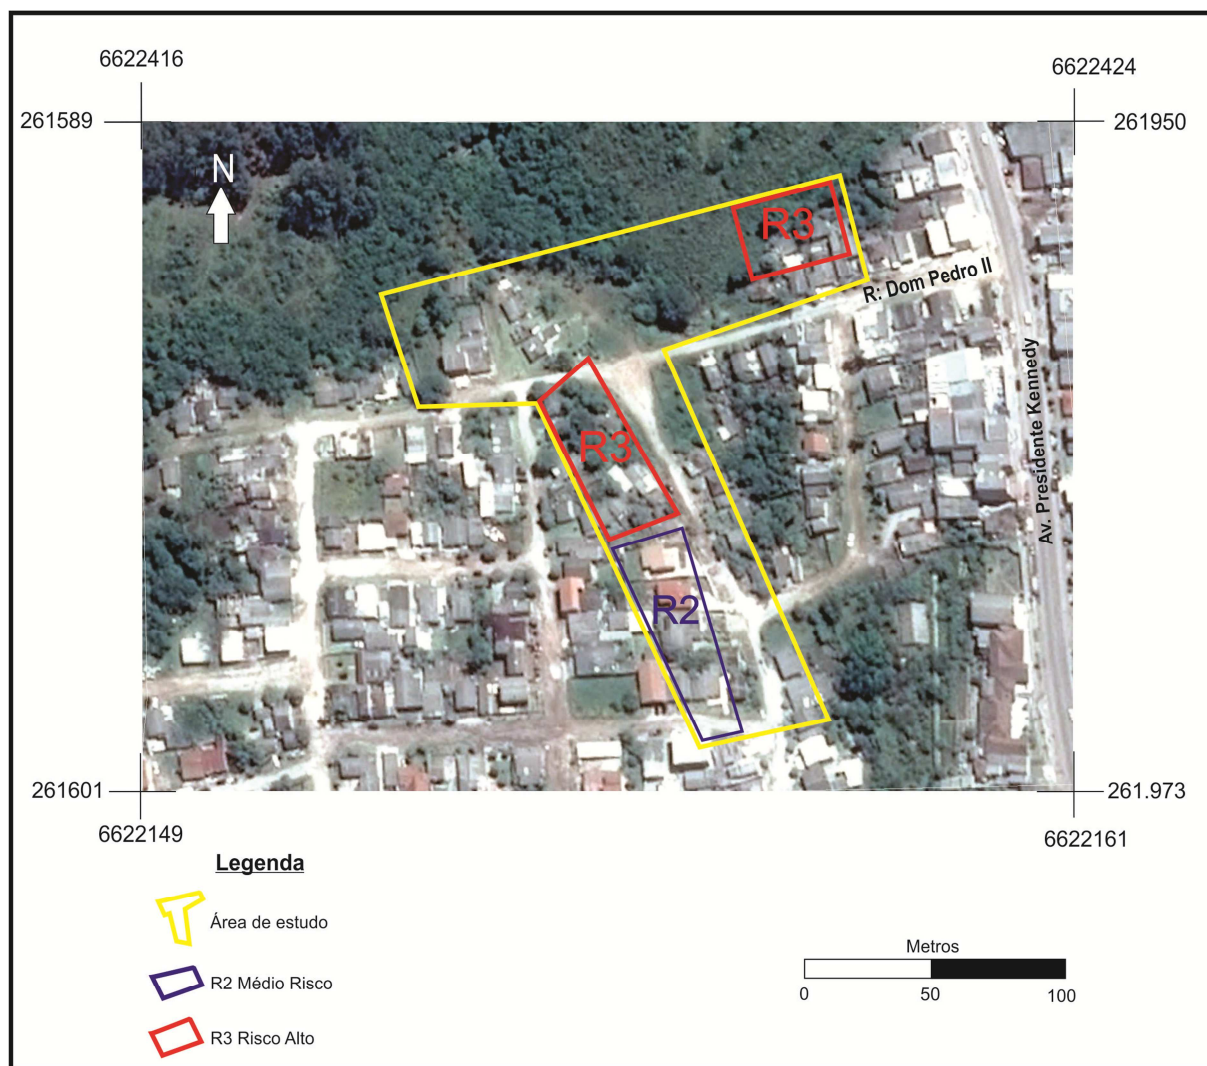 6622416
6622424
261589
261950
N
R3
R: Dom Pedro II
R3
Av. Presidente Kennedy
R2
261601
261.973
6622149
6622161
Legenda
Área de estudo
Metros
R2 Médio Risco
0 50 100
R3 Risco Alto